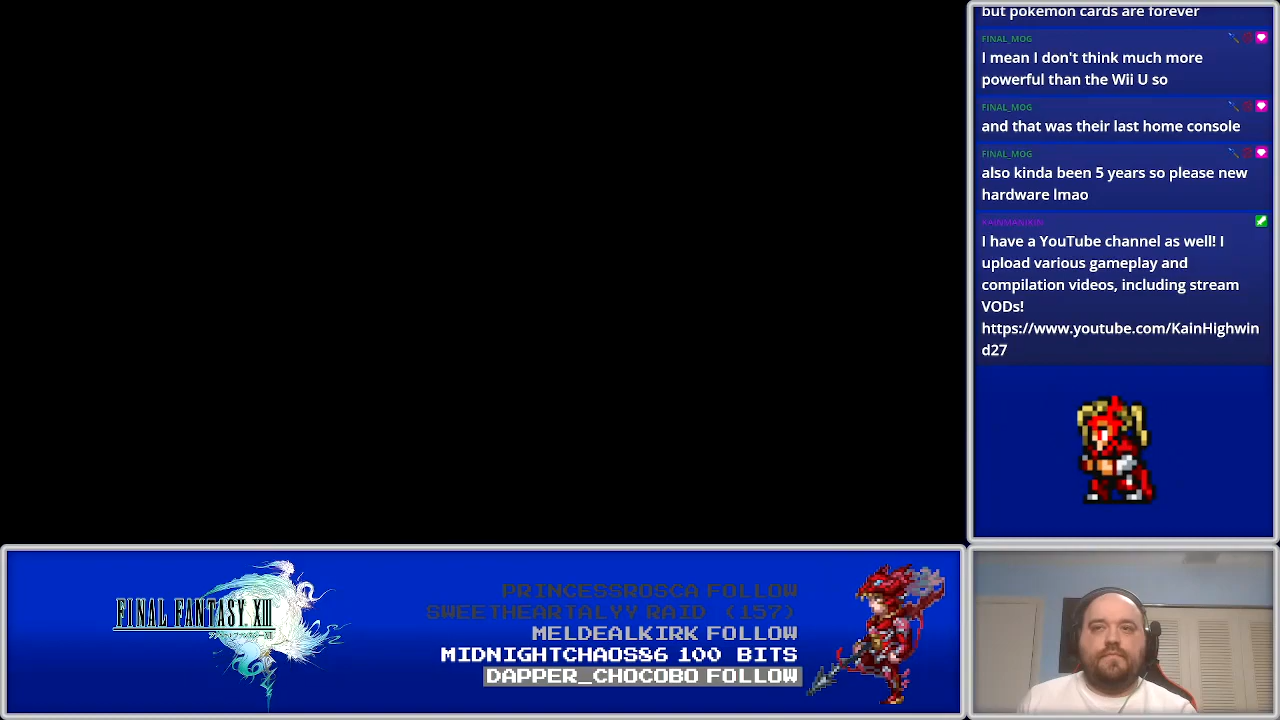 but pokemon cards are forever
FINAL_MOG
I mean I don't think much more
powerful than the Wii U so
FINAL_MOG
and that was their last home console
FINAL_MOG
also kinda been 5 years so please new
hardware lmao
I have a YouTube channel as well! I
upload various gameplay and
compilation videos, including stream
VODs!
https://www.youtube.com/KainHighwin
d27
FINAL FANTASY XIII
PRINCESSROSCA FOLLOW
SWEETHEARTALYY RAID (157)
MELDEALKIRK FOLLOW
MIDNIGHTCHAOS86 100 BITS
DAPPER_CHOCOBO FOLLOW